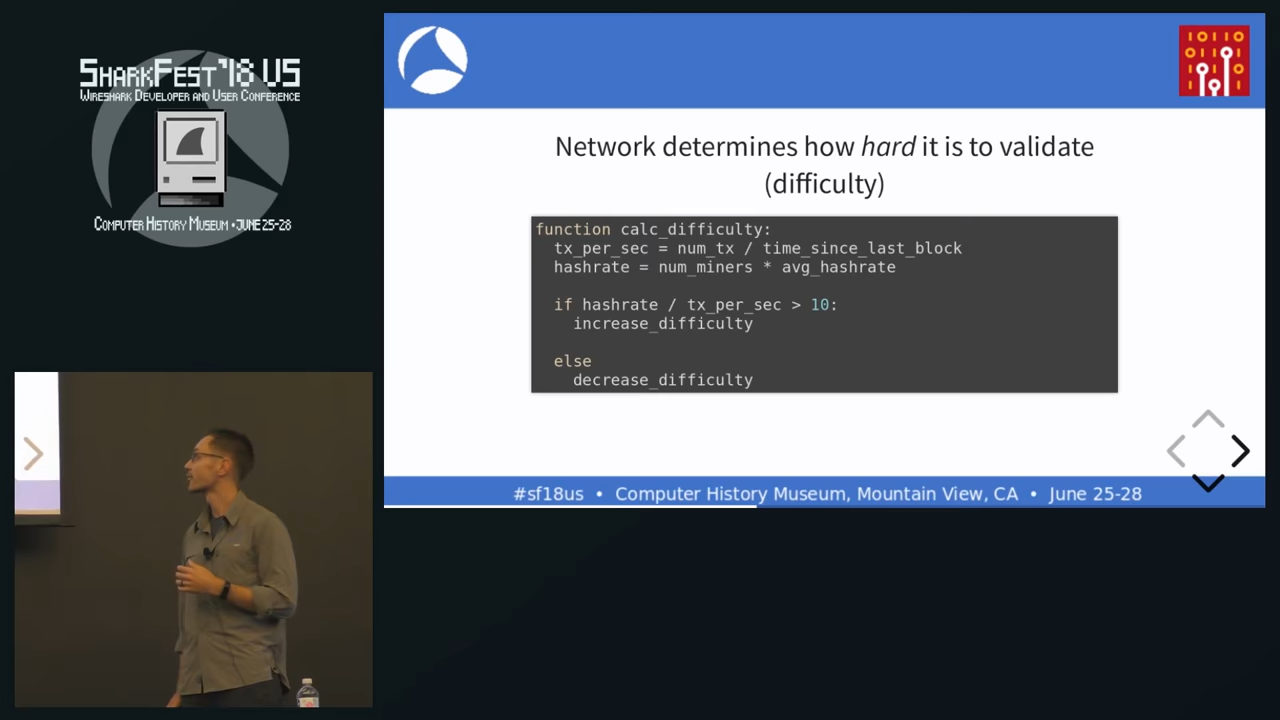 SharkFest'18 US
Wireshark Developer and User Conference
Computer History Museum • June 25-28
10110
Network determines how hard it is to validate
(difficulty)
function calc_difficulty:
  tx_per_sec = num_tx / time_since_last_block
  hashrate = num_miners * avg_hashrate
  if hashrate / tx_per_sec > 10:
    increase_difficulty
  else
    decrease_difficulty
#sf18us • Computer History Museum, Mountain View, CA • June 25-28